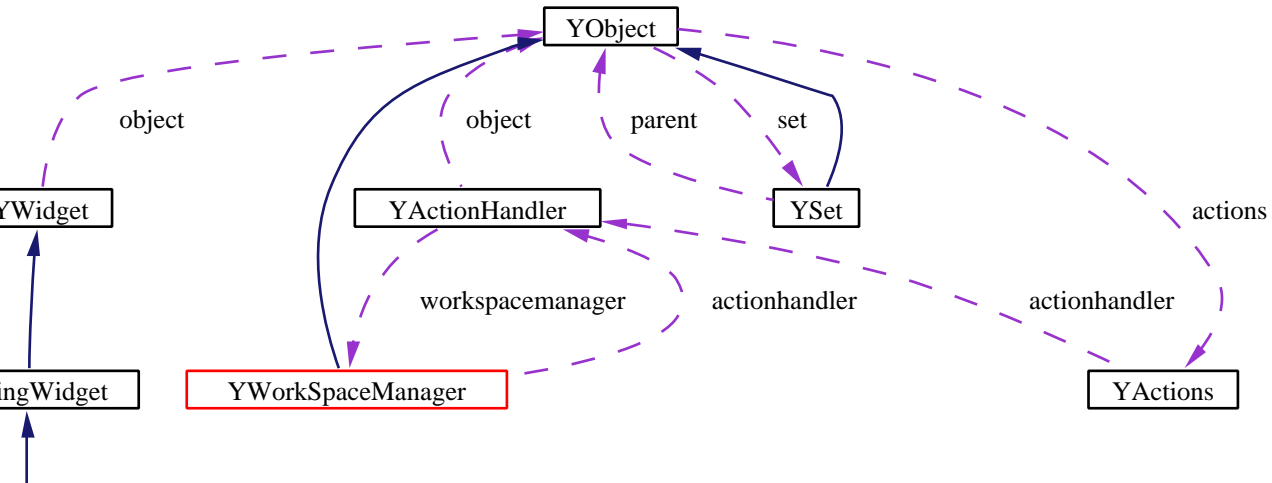 YObject
object
object
parent
set
YWidget
YActionHandler
YSet
actions
workspacemanager
actionhandler
actionhandler
ingWidget
YWorkSpaceManager
YActions